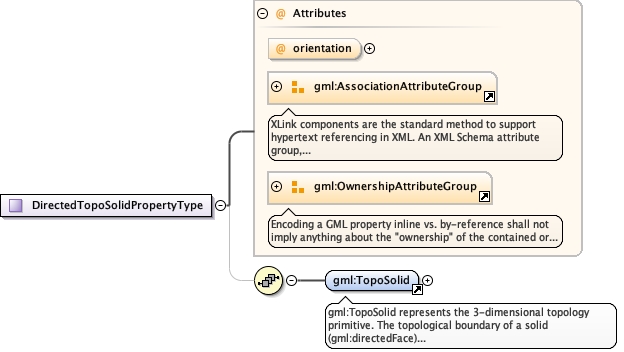 Attributes
@ orientation
gml:AssociationAttributeGroup
XLink components are the standard method to support
hypertext referencing in XML. An XML Schema attribute
group,...
gml:OwnershipAttributeGroup
Encoding a GML property inline vs. by-reference shall not
imply anything about the "ownership" of the contained or...
DirectedTopoSolidPropertyType
gml:TopoSolid
gml:TopoSolid represents the 3-dimensional topology
primitive. The topological boundary of a solid
(gml:directedFace)...